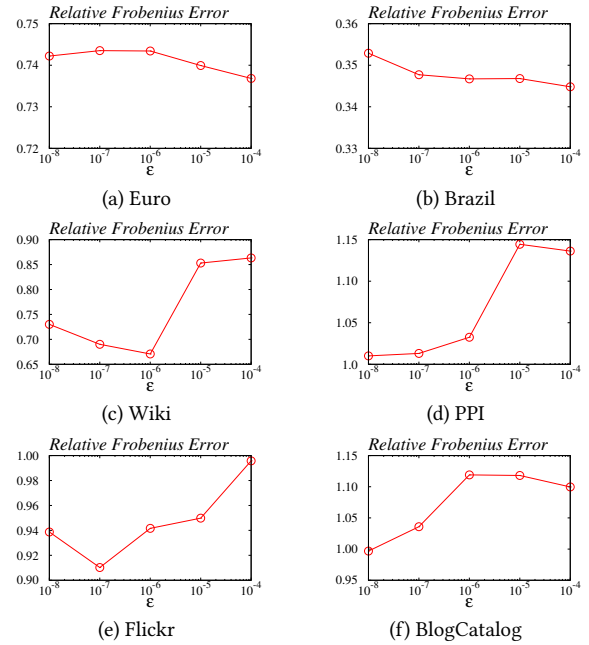 Relative Frobenius Error
0.75
0.74
0.73
0.72
10^-8 10^-7 10^-6 10^-5 10^-4
ε
(a) Euro
Relative Frobenius Error
0.36
0.35
0.34
0.33
10^-8 10^-7 10^-6 10^-5 10^-4
ε
(b) Brazil
Relative Frobenius Error
0.90
0.85
0.80
0.75
0.70
0.65
10^-8 10^-7 10^-6 10^-5 10^-4
ε
(c) Wiki
Relative Frobenius Error
1.15
1.10
1.05
1.0
10^-8 10^-7 10^-6 10^-5 10^-4
ε
(d) PPI
Relative Frobenius Error
1.00
0.98
0.96
0.94
0.92
0.90
10^-8 10^-7 10^-6 10^-5 10^-4
ε
(e) Flickr
Relative Frobenius Error
1.15
1.10
1.05
1.00
0.95
10^-8 10^-7 10^-6 10^-5 10^-4
ε
(f) BlogCatalog